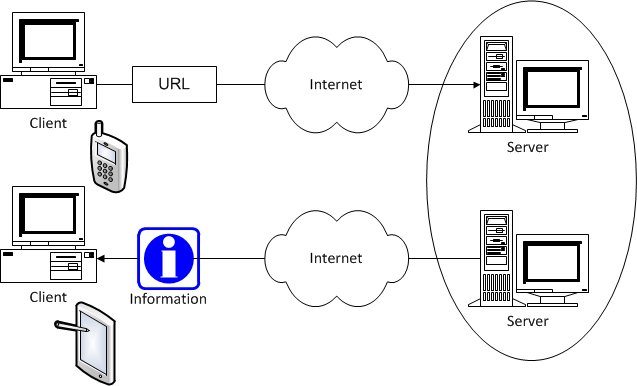 URL
Internet
Client
Server
Internet
Client
Information
Server